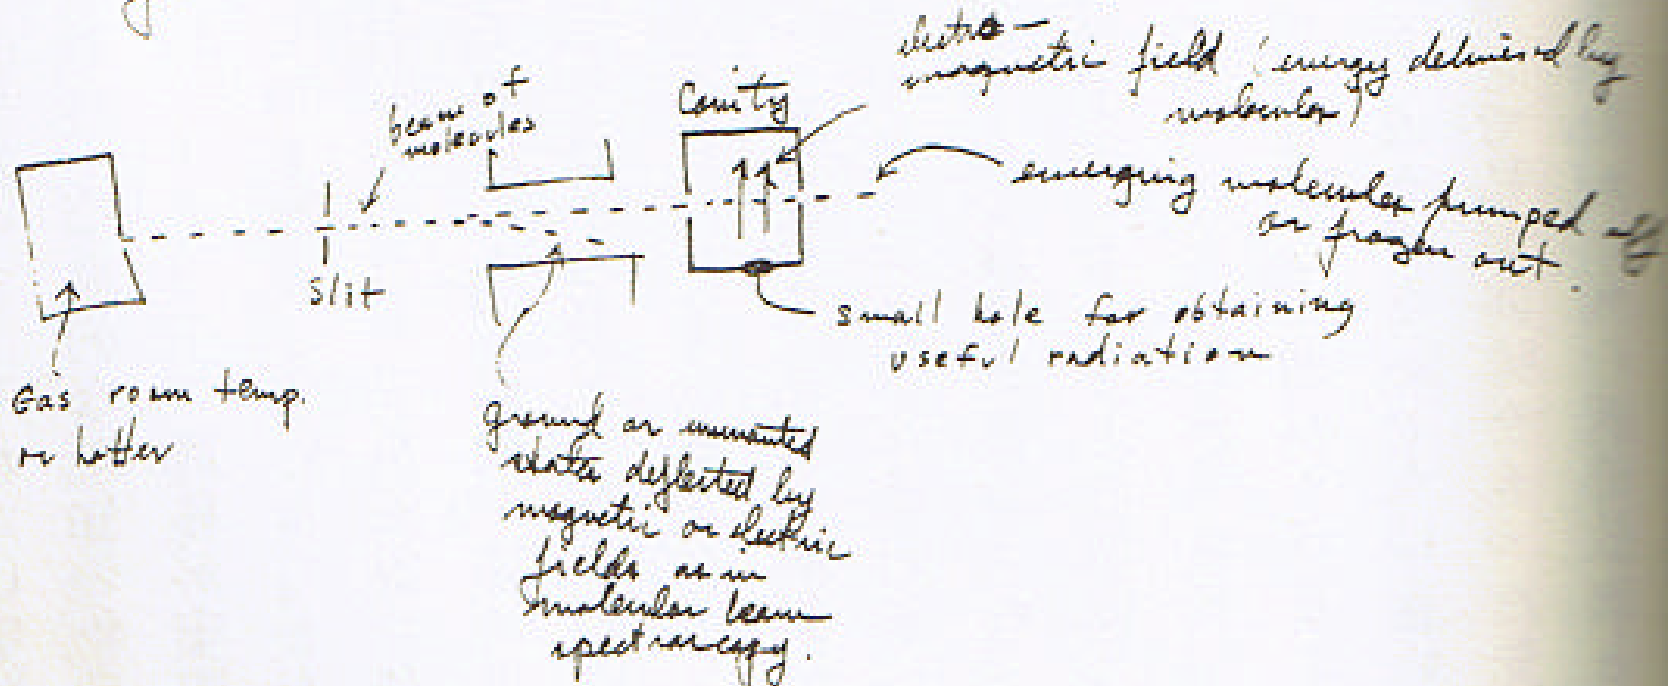 beam of
molecules
Cavity
electro-
magnetic field (energy delivered by
molecules)
emerging molecules pumped off
or frozen out.
slit
small hole for obtaining
useful radiation
Gas room temp.
or hotter
ground or unwanted
states deflected by
magnetic or electric
fields as in
molecular beam
spectroscopy.